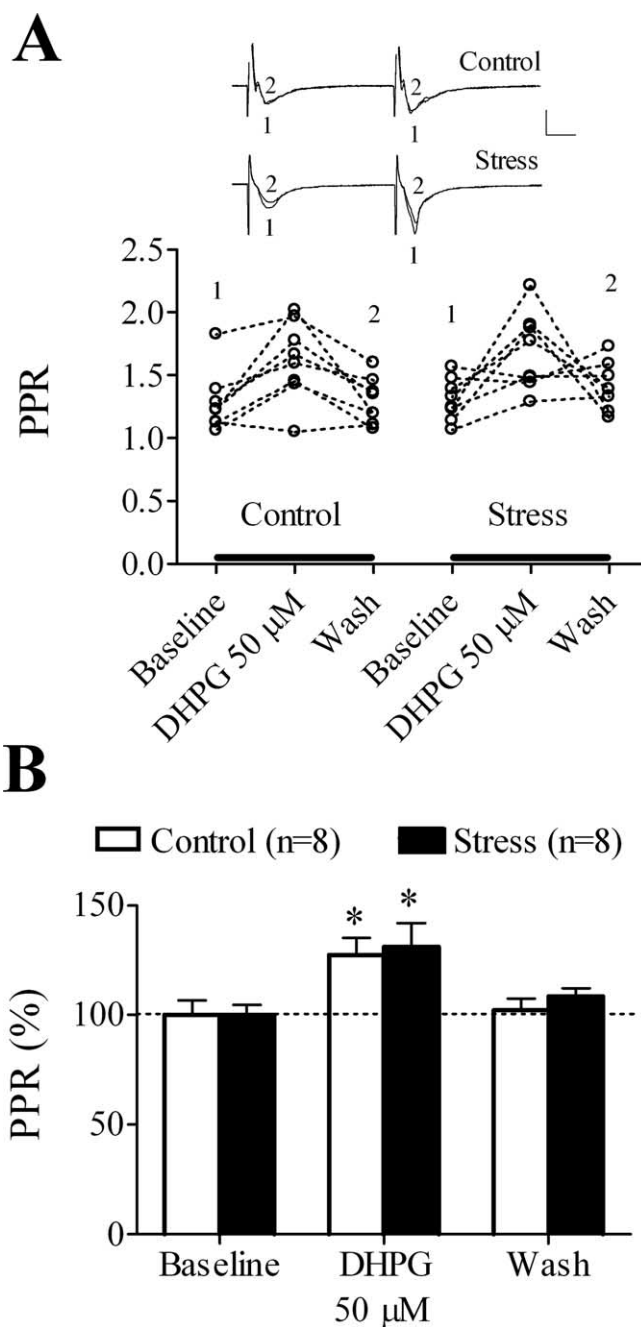 A
Control
2 2
1 1
Stress
2 2
1 1
2.5
2.0
1.5
1.0
0.5
0.0
PPR
1 2 1 2
Control Stress
Baseline DHPG 50 μM Wash Baseline DHPG 50 μM Wash
B
Control (n=8) Stress (n=8)
150
100
50
0
PPR (%)
* *
Baseline DHPG Wash
50 μM